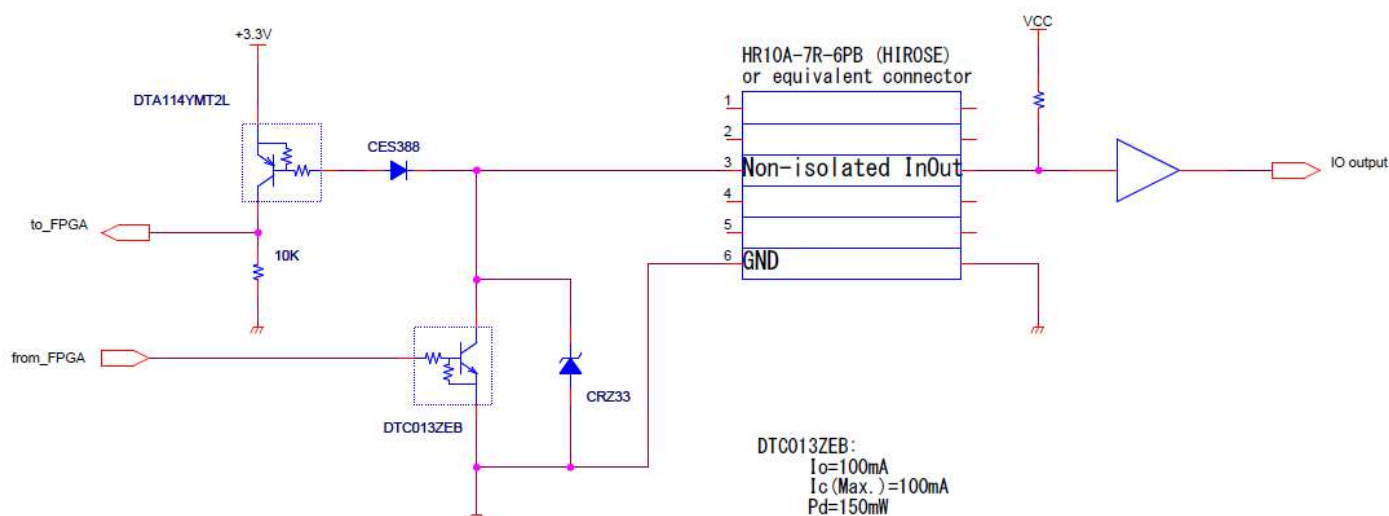 +3.3V
VCC
HR10A-7R-6PB (HIROSE)
or equivalent connector
DTA114YMT2L
1
CES388
2
3 Non-isolated InOut
IO output
4
to_FPGA
5
10K
6 GND
from_FPGA
CRZ33
DTC013ZEB
DTC013ZEB:
Io=100mA
Ic(Max.)=100mA
Pd=150mW